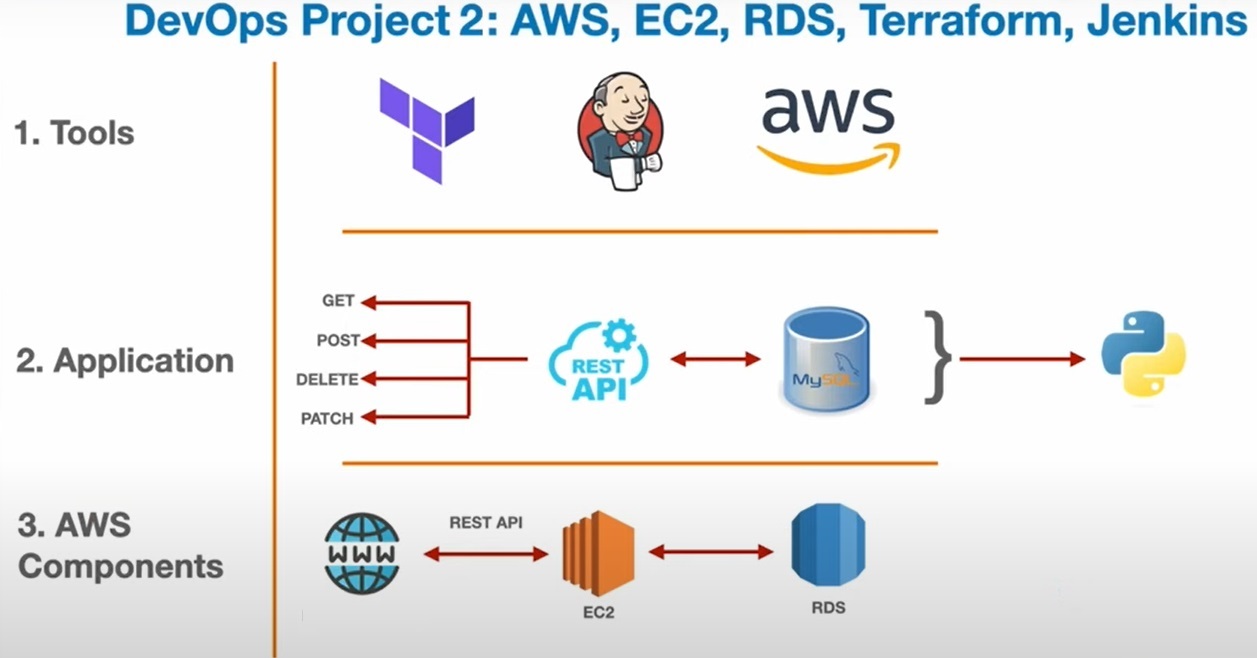 DevOps Project 2: AWS, EC2, RDS, Terraform, Jenkins
1. Tools
aws
2. Application
GET
POST
DELETE
PATCH
REST
API
MySQL
3. AWS
Components
WWW
REST API
EC2
RDS